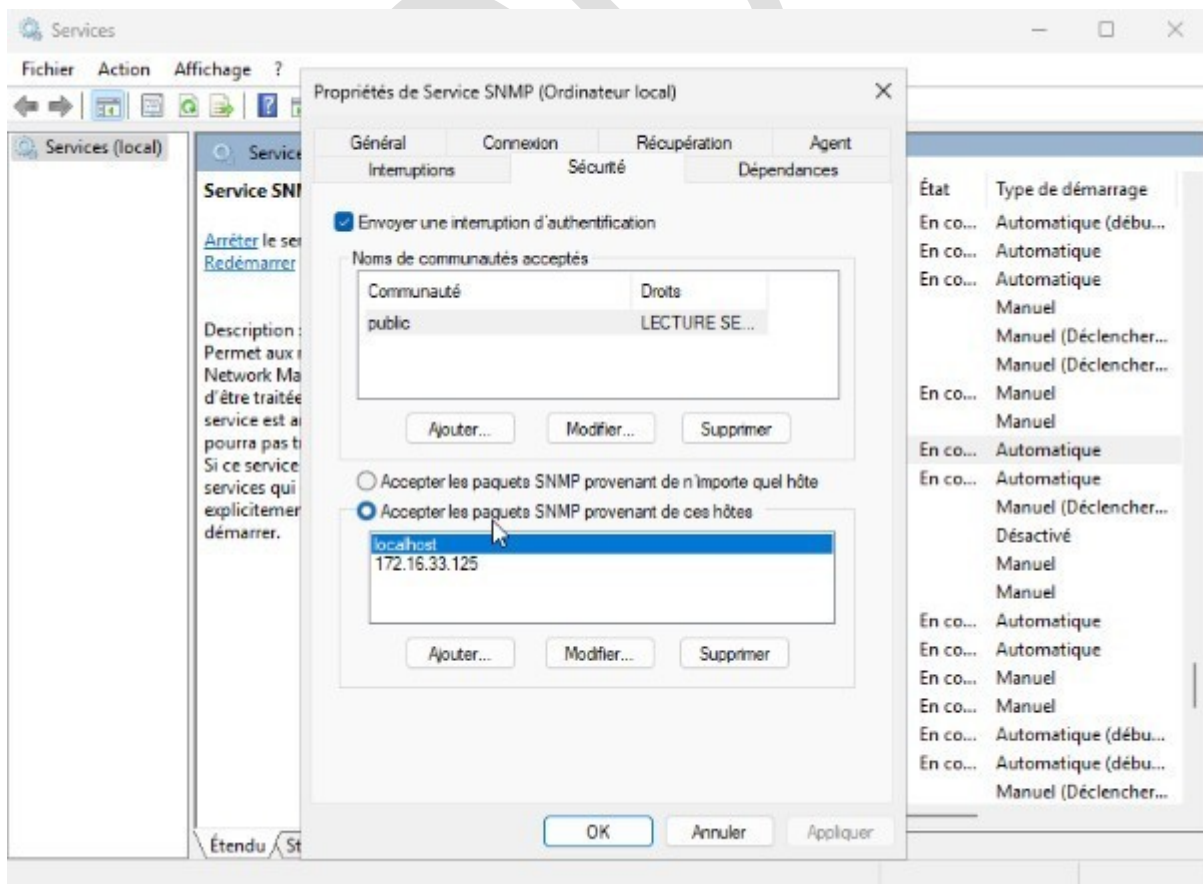 Services
Fichier Action Affichage ?
Services (local)
Service
Service SNM
Arrêter le ser
Redémarrer
Description :
Permet aux r
Network Ma
d'être traitée
service est ar
pourra pas tr
Si ce service
services qui
explicitemer
démarrer.
Étendu St
Propriétés de Service SNMP (Ordinateur local)
Général Connexion Récupération Agent
Interruptions Sécurité Dépendances
Envoyer une interruption d'authentification
Noms de communautés acceptés
Communauté Droits
public LECTURE SE...
Ajouter... Modifier... Supprimer
Accepter les paquets SNMP provenant de n'importe quel hôte
Accepter les paquets SNMP provenant de ces hôtes
localhost
172.16.33.125
Ajouter... Modifier... Supprimer
OK Annuler Appliquer
État Type de démarrage
En co... Automatique (débu...
En co... Automatique
En co... Automatique
Manuel
Manuel (Déclencher...
Manuel (Déclencher...
En co... Manuel
Manuel
En co... Automatique
En co... Automatique
Manuel (Déclencher...
Désactivé
Manuel
Manuel
En co... Automatique
En co... Automatique
En co... Manuel
En co... Manuel
En co... Automatique (débu...
En co... Automatique (débu...
Manuel (Déclencher...